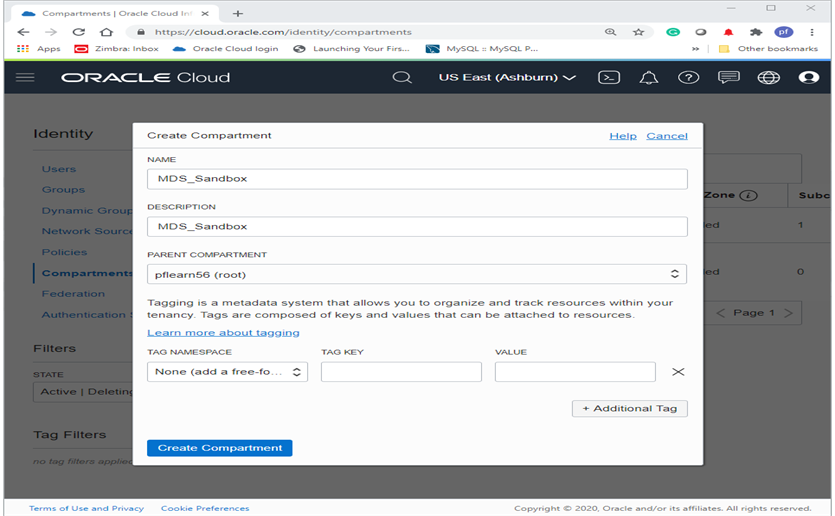 Compartments | Oracle Cloud Inf
https://cloud.oracle.com/identity/compartments
pf
Apps Zimbra: Inbox Oracle Cloud login Launching Your Firs... MySQL :: MySQL P... » Other bookmarks
ORACLE Cloud US East (Ashburn)
Identity
Users
Groups
Dynamic Group
Network Source
Policies
Compartments
Federation
Authentication S
Filters
STATE
Active | Deleting
Tag Filters
no tag filters applied
Create Compartment Help Cancel
NAME
MDS_Sandbox
DESCRIPTION
MDS_Sandbox
PARENT COMPARTMENT
pflearn56 (root)
Tagging is a metadata system that allows you to organize and track resources within your
tenancy. Tags are composed of keys and values that can be attached to resources.
Learn more about tagging
TAG NAMESPACE TAG KEY VALUE
None (add a free-fo...
+ Additional Tag
Create Compartment
Zone Subc
led 1
led 0
< Page 1 >
Terms of Use and Privacy Cookie Preferences Copyright © 2020, Oracle and/or its affiliates. All rights reserved.